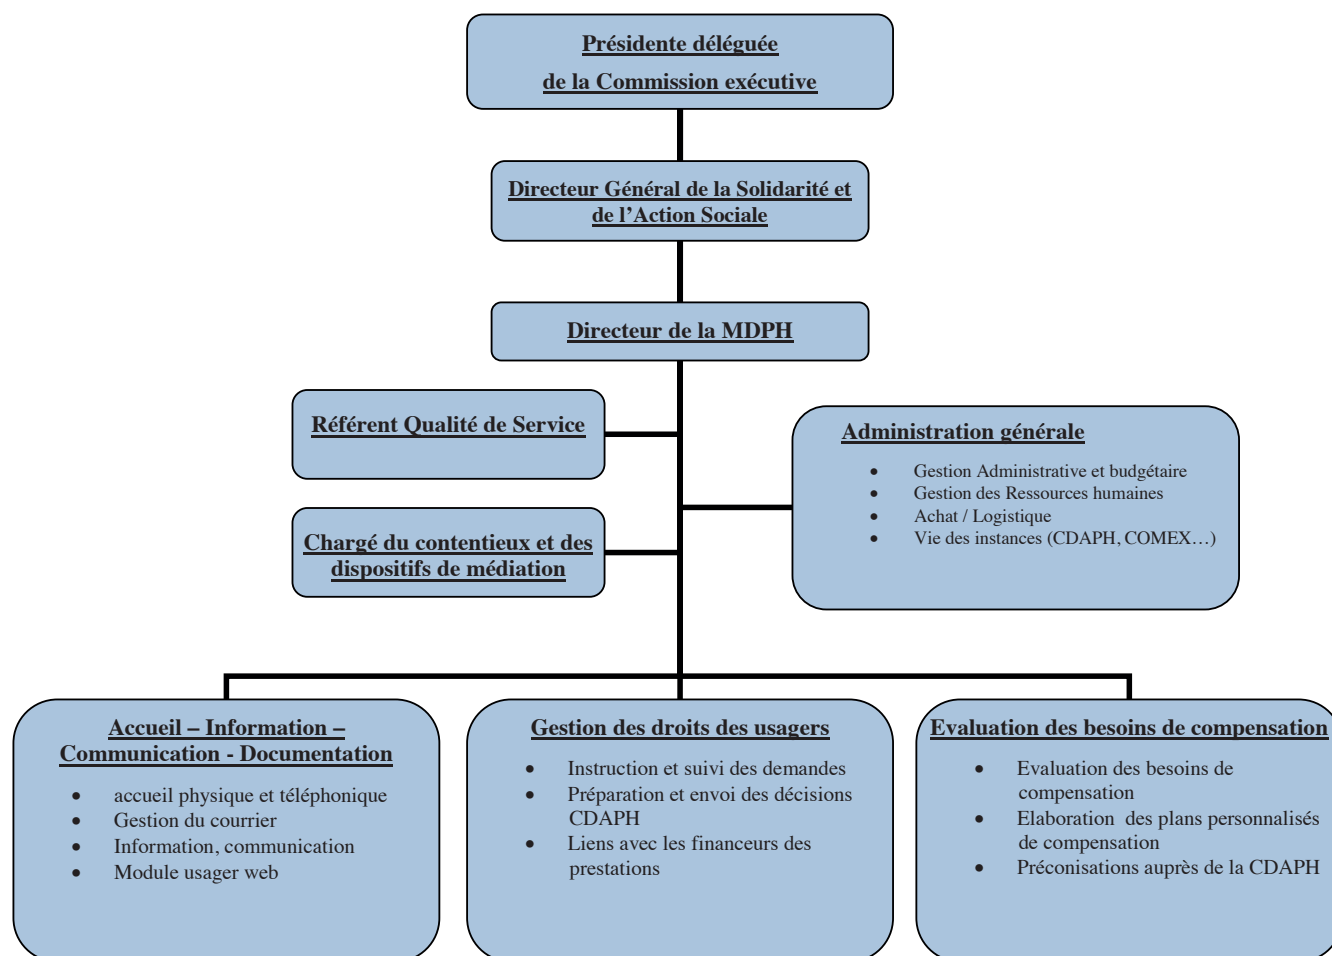 Présidente déléguée
de la Commission exécutive
Directeur Général de la Solidarité et
de l’Action Sociale
Directeur de la MDPH
Référent Qualité de Service
Chargé du contentieux et des
dispositifs de médiation
Administration générale
• Gestion Administrative et budgétaire
• Gestion des Ressources humaines
• Achat / Logistique
• Vie des instances (CDAPH, COMEX…)
Accueil – Information –
Communication - Documentation
• accueil physique et téléphonique
• Gestion du courrier
• Information, communication
• Module usager web
Gestion des droits des usagers
• Instruction et suivi des demandes
• Préparation et envoi des décisions
CDAPH
• Liens avec les financeurs des
prestations
Evaluation des besoins de compensation
• Evaluation des besoins de
compensation
• Elaboration des plans personnalisés
de compensation
• Préconisations auprès de la CDAPH